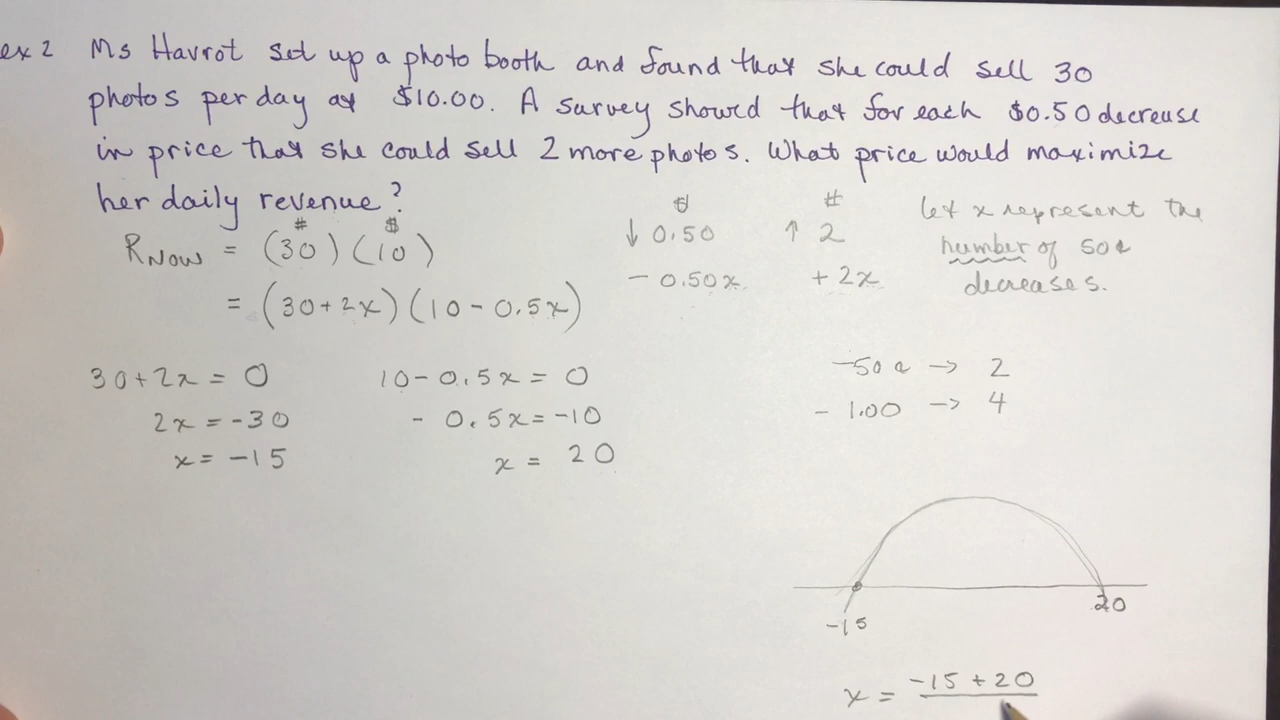 ex 2 Ms Havrot set up a photo booth and found that she could sell 30
photos per day at $10.00. A survey showed that for each $0.50 decrease
in price that she could sell 2 more photos. What price would maximize
her daily revenue?
# $
R_NOW = (30)(10)
= (30+2x)(10-0.5x)
$ #
↓ 0.50 ↑ 2
- 0.50x + 2x
let x represent the
number of 50¢
decreases.
30+2x = 0
2x = -30
x = -15
10-0.5x = 0
- 0.5x = -10
x = 20
-50¢ → 2
- 1.00 → 4
-15 20
x = -15 + 20